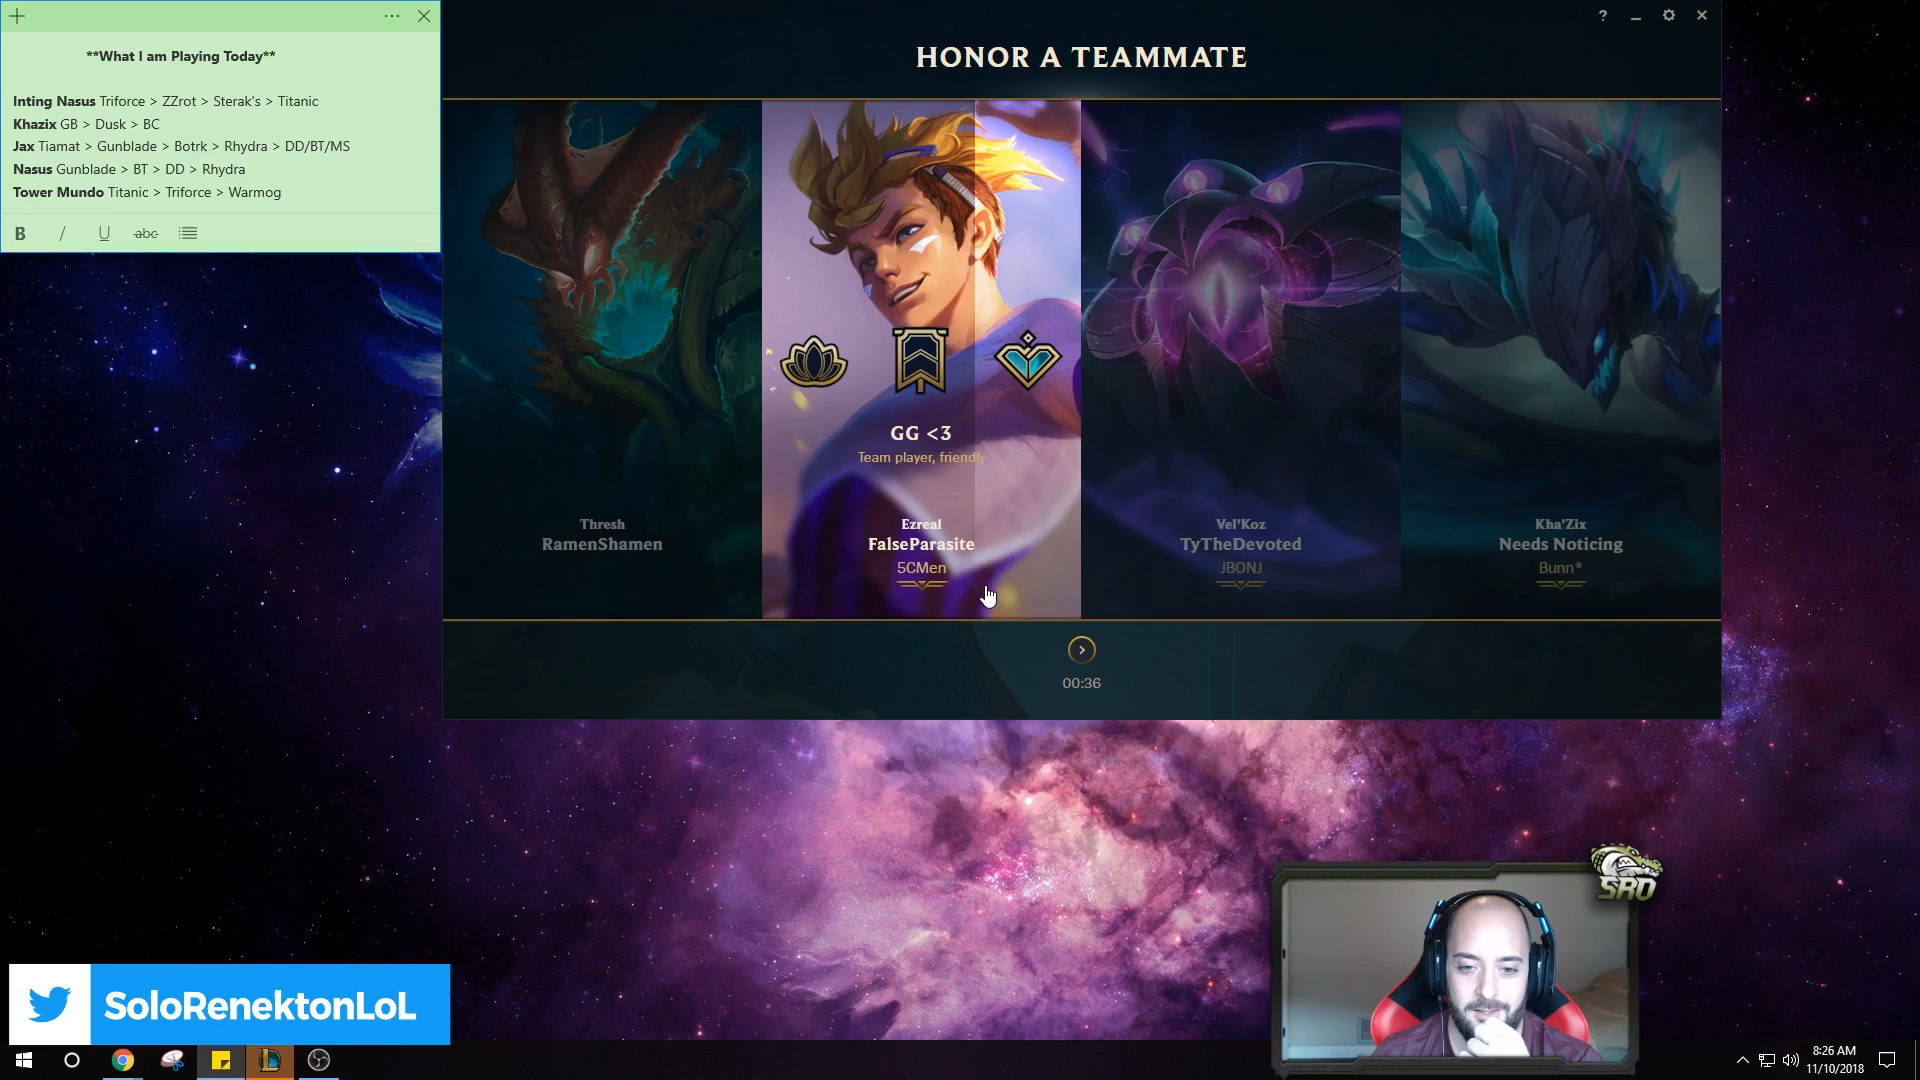 **What I am Playing Today**
Inting Nasus Triforce > ZZrot > Sterak's > Titanic
Khazix GB > Dusk > BC
Jax Tiamat > Gunblade > Botrk > Rhydra > DD/BT/MS
Nasus Gunblade > BT > DD > Rhydra
Tower Mundo Titanic > Triforce > Warmog
B / U abc
?
HONOR A TEAMMATE
GG <3
Team player, friendly
Thresh
RamenShamen
Ezreal
FalseParasite
5CMen
Vel'Koz
TyTheDevoted
JBONJ
Kha'Zix
Needs Noticing
Bunn*
00:36
SRO
SoloRenektonLoL
8:26 AM
11/10/2018